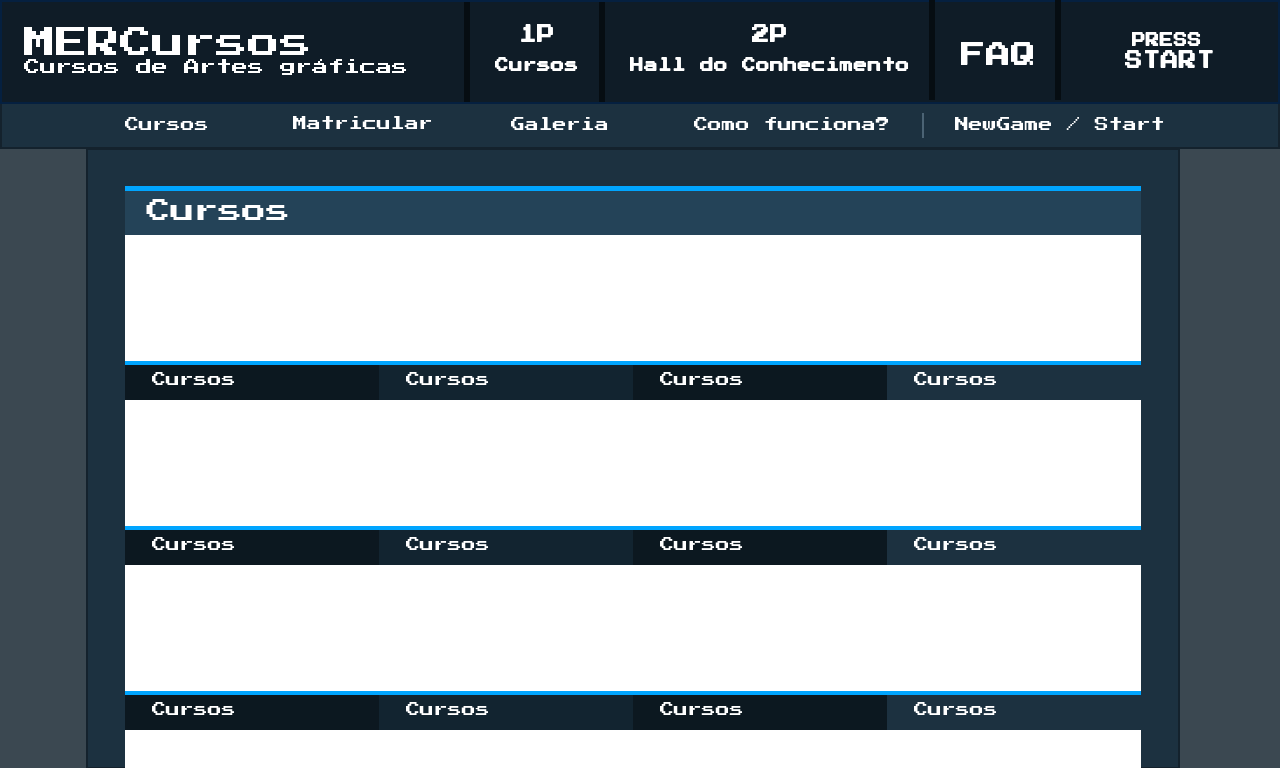 MERCursos
Cursos de Artes gráficas
1P
Cursos
2P
Hall do Conhecimento
FAQ
PRESS
START
Cursos Matricular Galeria Como funciona? NewGame / Start
Cursos
Cursos Cursos Cursos Cursos
Cursos Cursos Cursos Cursos
Cursos Cursos Cursos Cursos